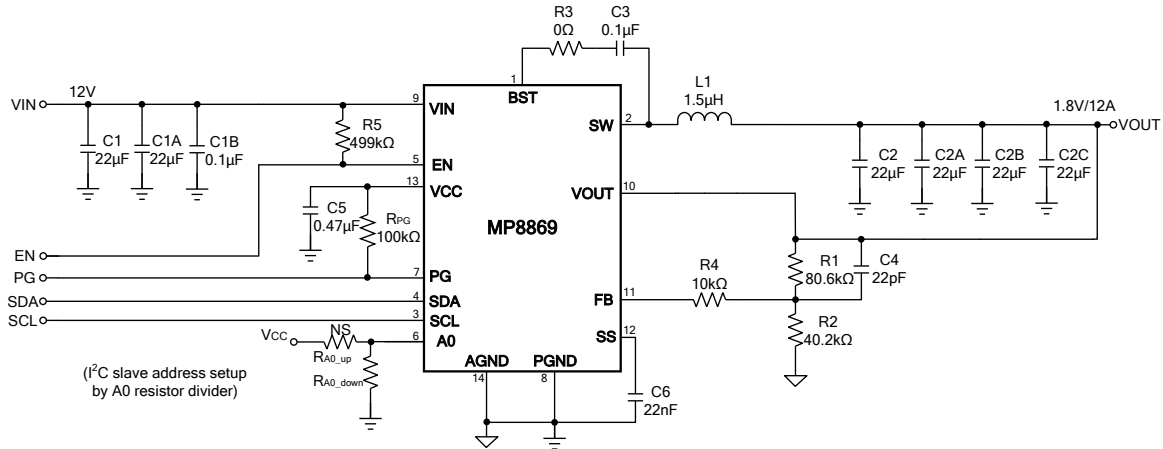 R3
0Ω
C3
0.1µF
1
BST
L1
1.5µH
VIN
12V
9
VIN
SW
2
1.8V/12A
VOUT
C1
22µF
C1A
22µF
C1B
0.1µF
R5
499kΩ
5
EN
13
VCC
C5
0.47µF
RPG
100kΩ
MP8869
VOUT
10
C2
22µF
C2A
22µF
C2B
22µF
C2C
22µF
EN
PG
7
PG
SDA
4
SDA
SCL
3
SCL
R4
10kΩ
FB
11
R1
80.6kΩ
C4
22pF
R2
40.2kΩ
SS
12
VCC
NS
6
A0
RA0_up
RA0_down
(I²C slave address setup
by A0 resistor divider)
AGND
PGND
14
8
C6
22nF